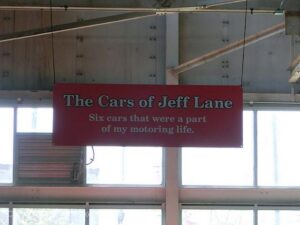 The Cars of Jeff Lane
Six cars that were a part
of my motoring life.